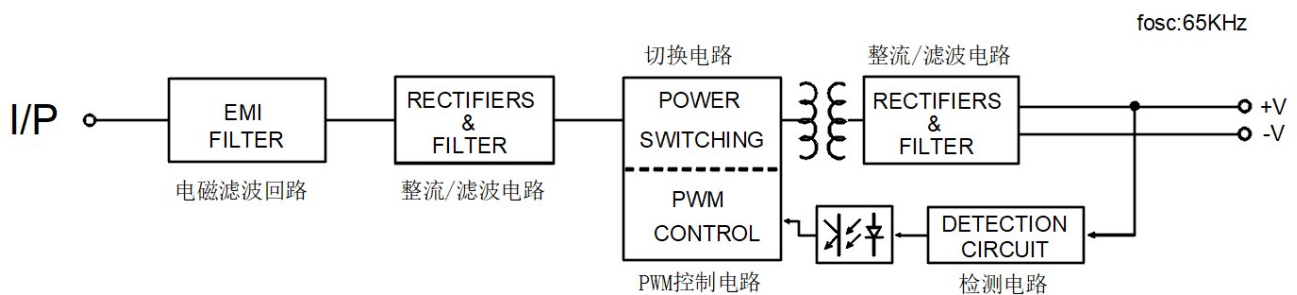 fosc:65KHz
切换电路
整流/滤波电路
I/P
EMI
FILTER
RECTIFIERS
&
FILTER
POWER
SWITCHING
RECTIFIERS
&
FILTER
+V
-V
电磁滤波回路
整流/滤波电路
PWM
CONTROL
DETECTION
CIRCUIT
PWM控制电路
检测电路